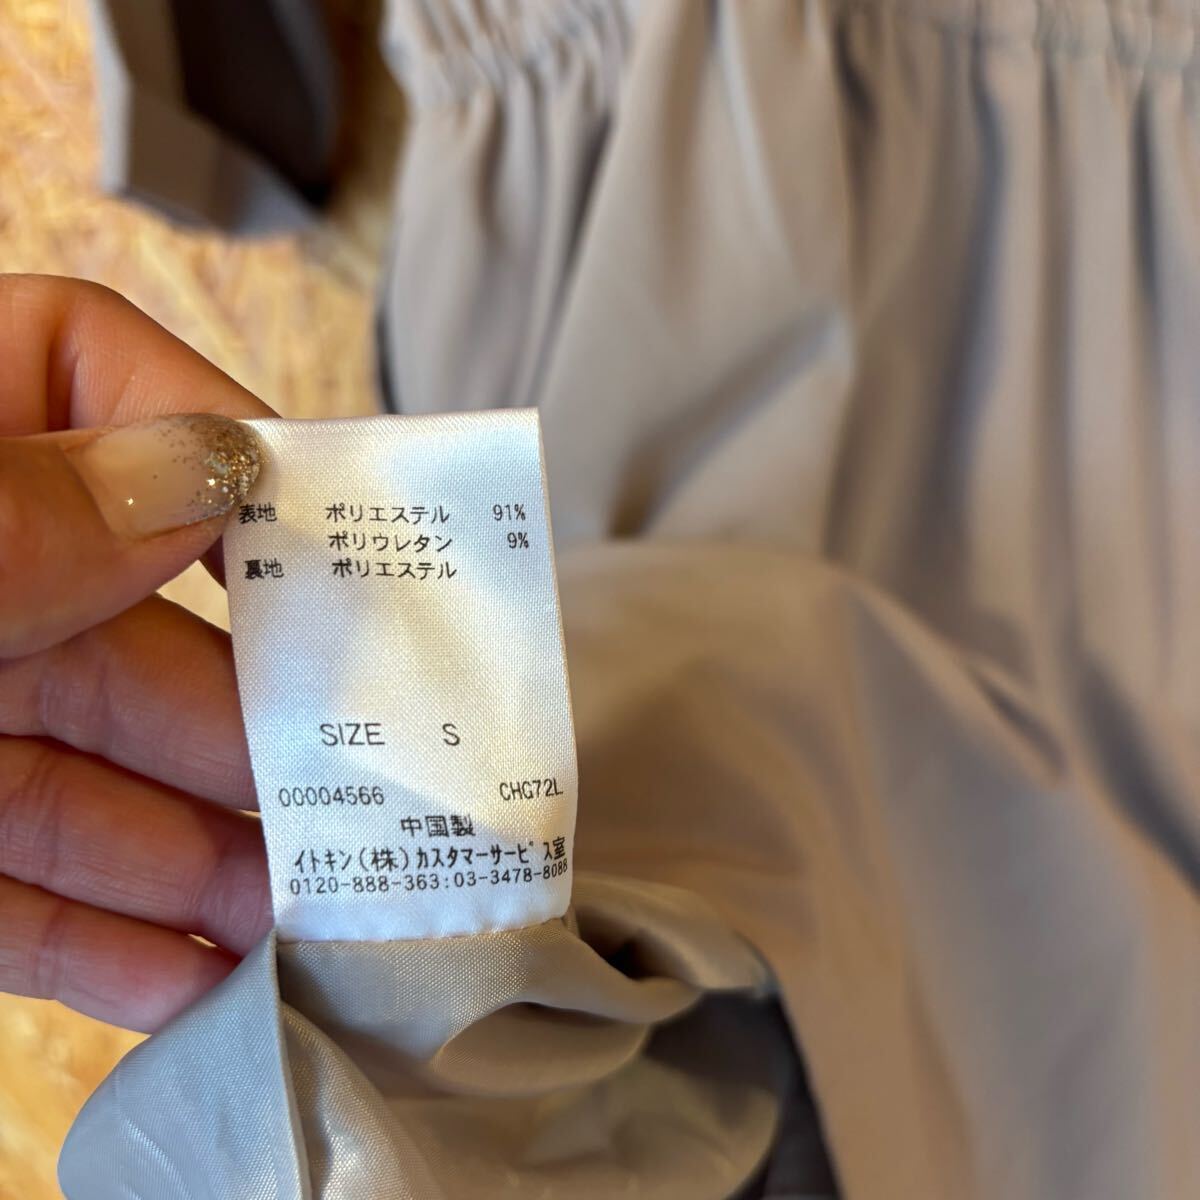 表地 ポリエステル 91%
ポリウレタン 9%
裏地 ポリエステル
SIZE S
00004566 CHG72L
中国製
イトキン(株)カスタマーサービス室
0120-888-363:03-3478-8088